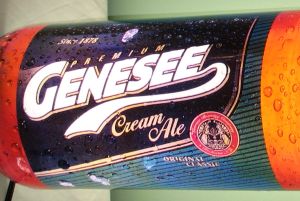 SINCE 1878
PREMIUM
GENESEE
Cream
Ale
ORIGINAL
CLASSIC